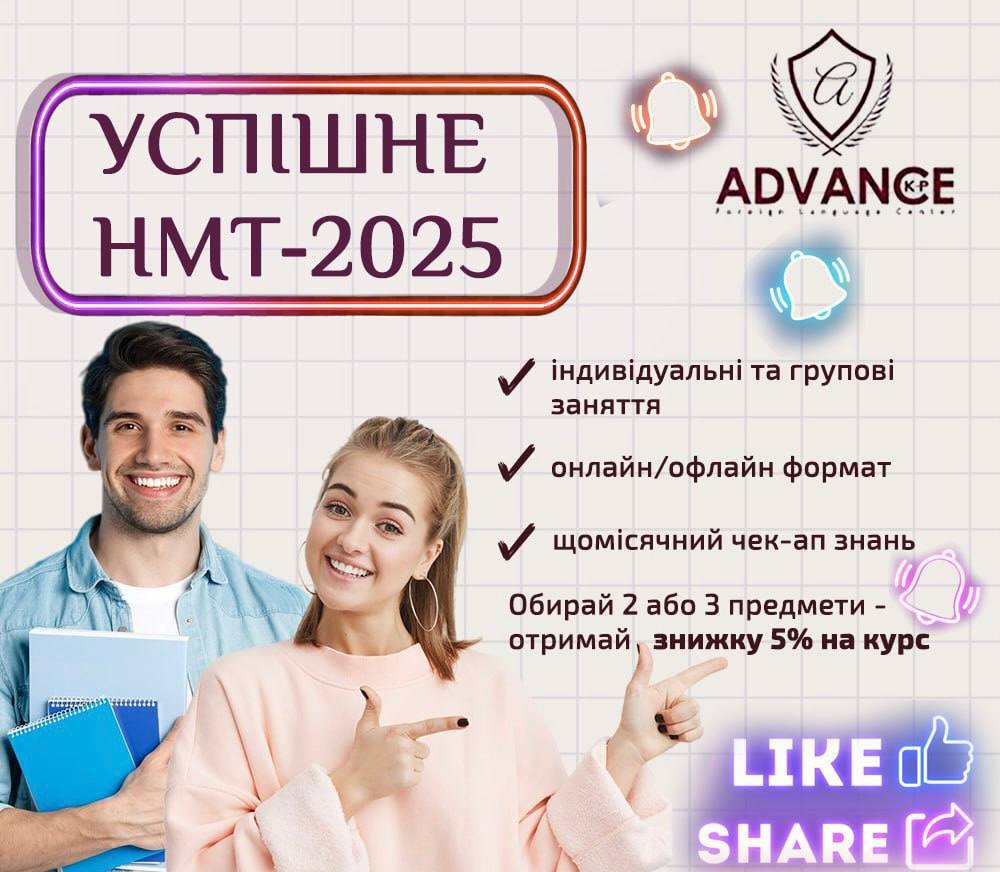 УСПІШНЕ
НМТ-2025
a
ADVANCE
КР
Foreign Language Center
індивідуальні та групові
заняття
онлайн/офлайн формат
щомісячний чек-ап знань
Обирай 2 або 3 предмети -
отримай знижку 5% на курс
LIKE
SHARE